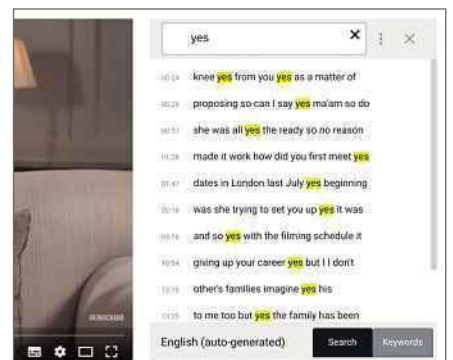 yes
00:24 knee yes from you yes as a matter of
proposing so can I say yes ma'am so do
she was all yes the ready so no reason
made it work how did you first meet yes
dates in London last July yes beginning
was she trying to set you up yes it was
and so yes with the filming schedule it
giving up your career yes but I I don't
other's families imagine yes his
to me too but yes the family has been
SUBSCRIBE
English (auto-generated)
Search
Keywords